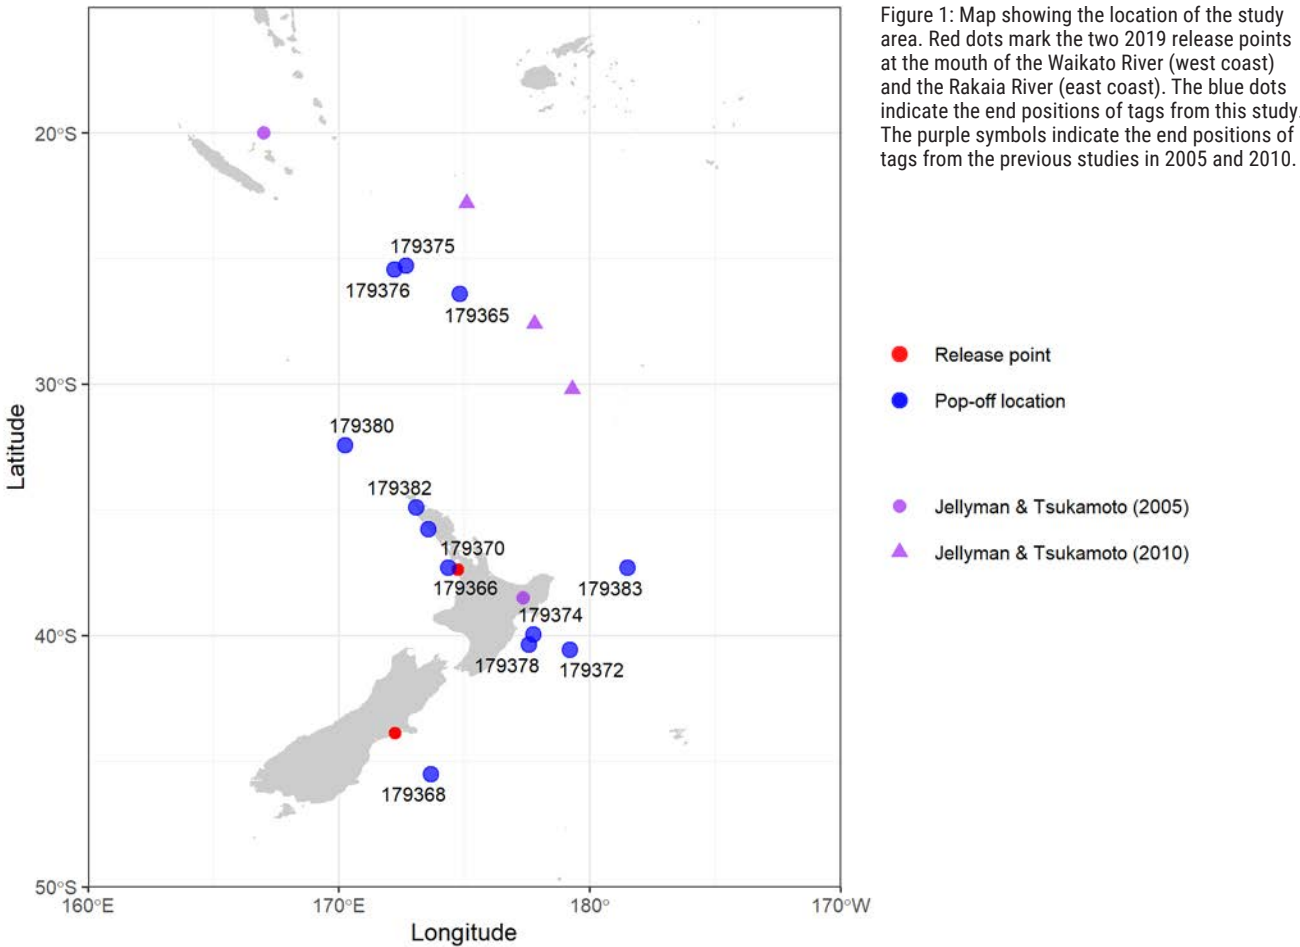 Figure 1: Map showing the location of the study
area. Red dots mark the two 2019 release points
at the mouth of the Waikato River (west coast)
and the Rakaia River (east coast). The blue dots
indicate the end positions of tags from this study.
The purple symbols indicate the end positions of
tags from the previous studies in 2005 and 2010.
20°S
179375
179376
179365
30°S
179380
179382
179370
179366
179383
179374
40°S
179378
179372
179368
50°S
160°E
170°E
180°
170°W
Latitude
Longitude
Release point
Pop-off location
Jellyman & Tsukamoto (2005)
Jellyman & Tsukamoto (2010)